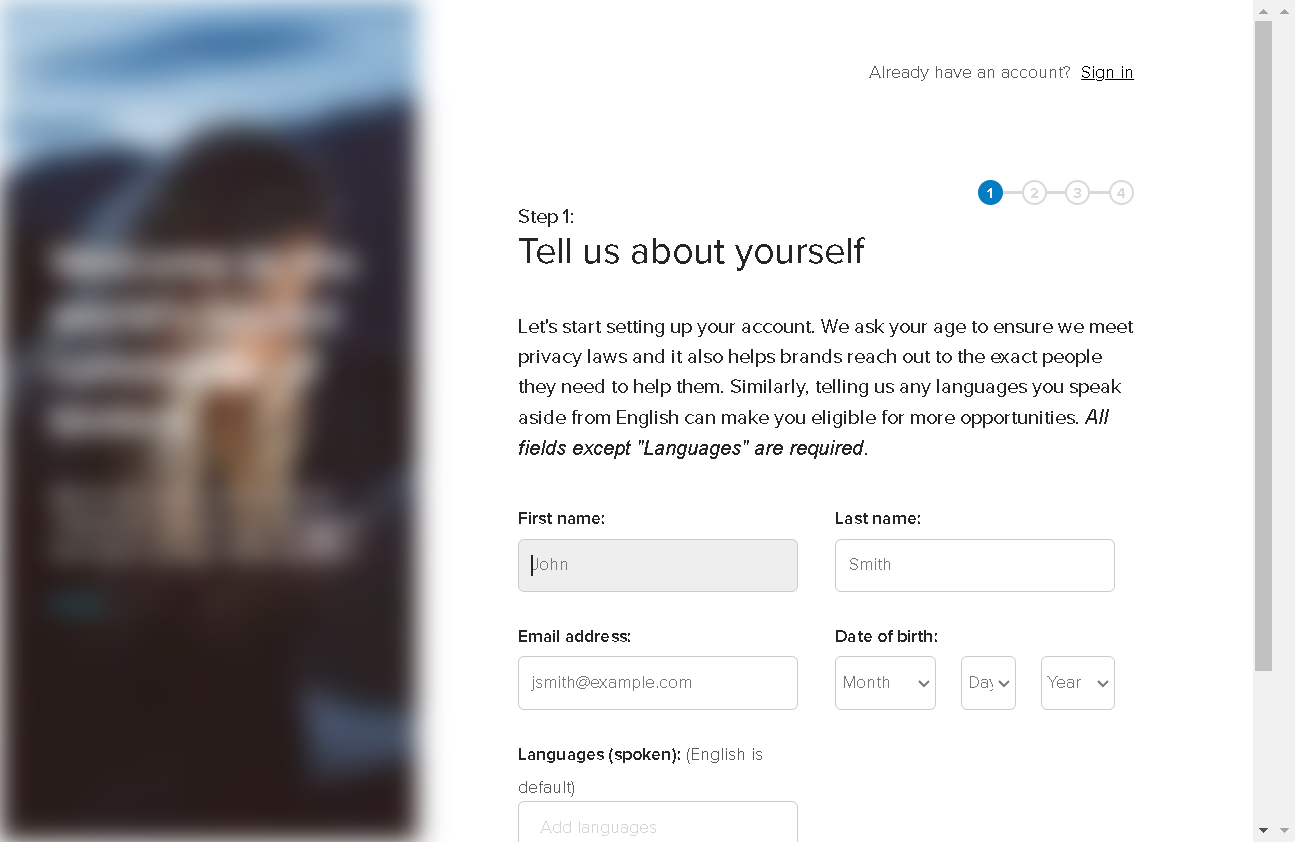 Already have an account? Sign in
1 2 3 4
Step 1:
Tell us about yourself
Let's start setting up your account. We ask your age to ensure we meet
privacy laws and it also helps brands reach out to the exact people
they need to help them. Similarly, telling us any languages you speak
aside from English can make you eligible for more opportunities. All
fields except "Languages" are required.
First name: Last name:
John Smith
Email address: Date of birth:
jsmith@example.com Month Day Year
Languages (spoken): (English is
default)
Add languages